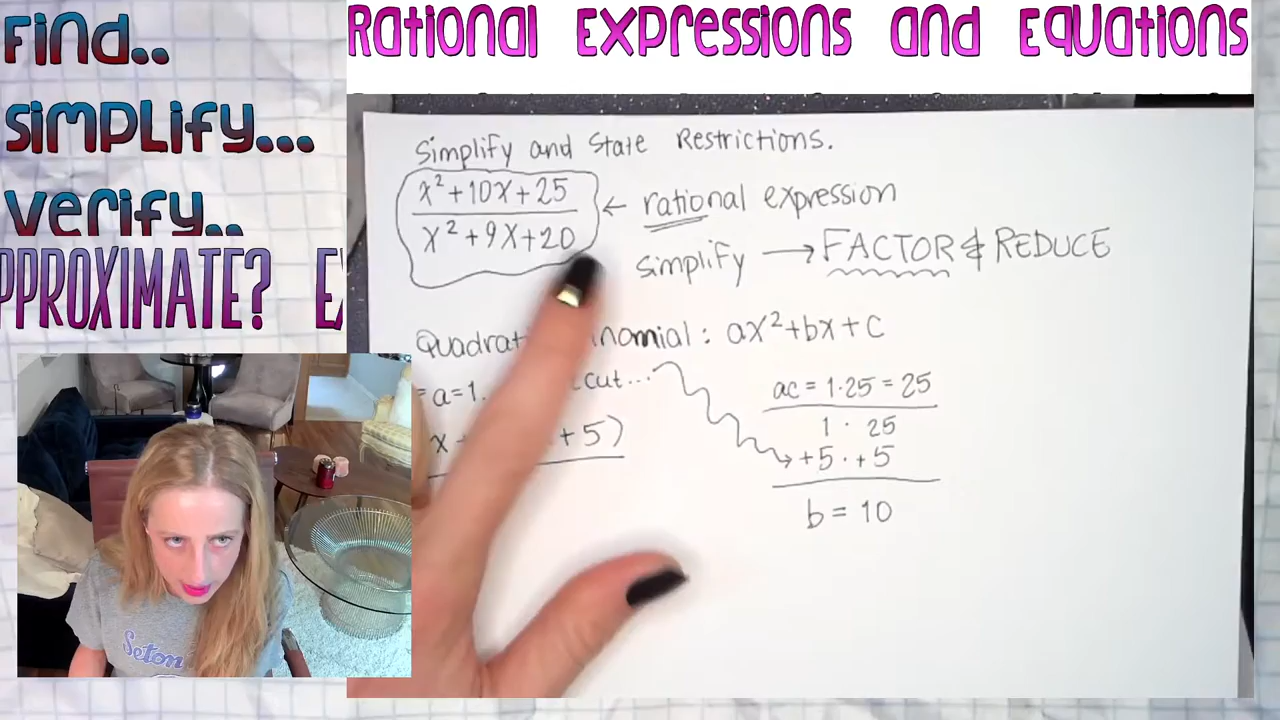 Find..
Simplify...
Verify..
PPROXIMATE? E
Rational Expressions and Equations
Simplify and State Restrictions.
x²+10x+25
x²+9x+20
← rational expression
simplify → FACTOR & REDUCE
Quadrat nomial: ax²+bx+c
a=1. cut...
ac = 1·25 = 25
1 · 25
+5 · +5
b = 10
x + +5)
Seton